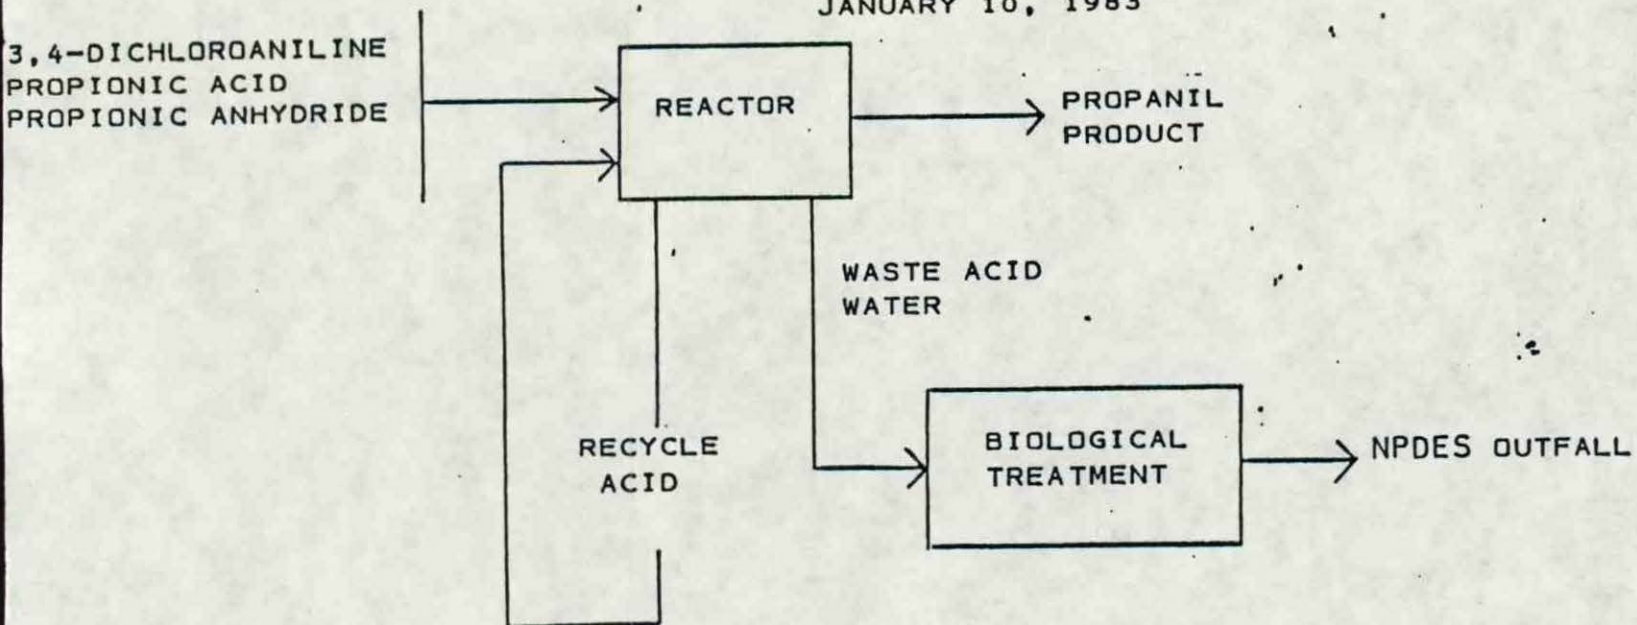 JANUARY 10, 1983
3,4-DICHLOROANILINE
PROPIONIC ACID
PROPIONIC ANHYDRIDE
REACTOR
PROPANIL
PRODUCT
WASTE ACID
WATER
RECYCLE
ACID
BIOLOGICAL
TREATMENT
NPDES OUTFALL